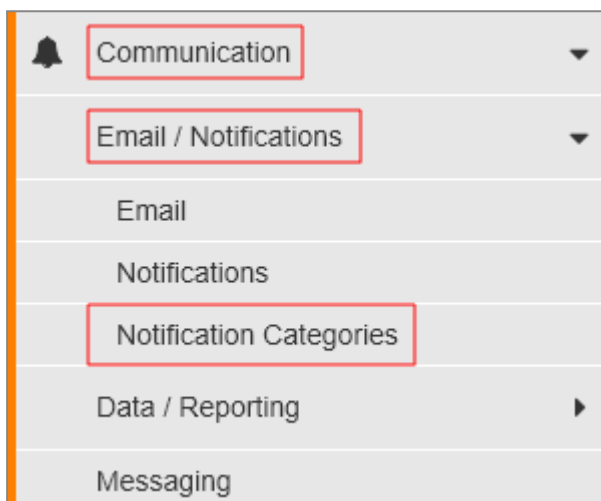 Communication
Email / Notifications
Email
Notifications
Notification Categories
Data / Reporting
Messaging